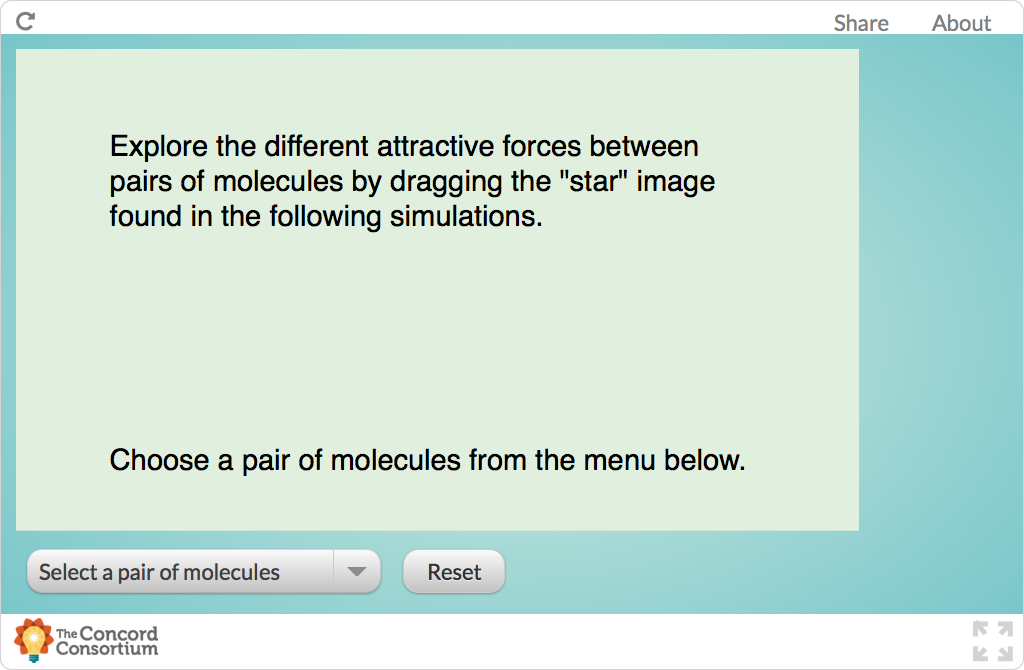 Share About
Explore the different attractive forces between
pairs of molecules by dragging the "star" image
found in the following simulations.
Choose a pair of molecules from the menu below.
Select a pair of molecules Reset
The Concord
Consortium